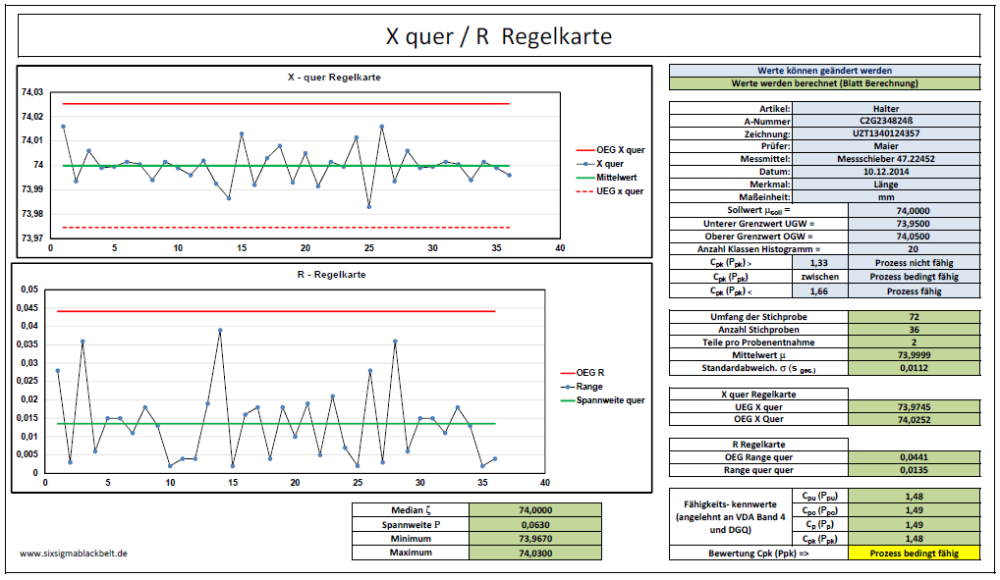 X quer / R  Regelkarte
X - quer Regelkarte
74,03
74,02
74,01
74
73,99
73,98
73,97
0 5 10 15 20 25 30 35 40
OEG X quer
X quer
Mittelwert
UEG x quer
R - Regelkarte
0,05
0,045
0,04
0,035
0,03
0,025
0,02
0,015
0,01
0,005
0
0 5 10 15 20 25 30 35 40
OEG R
Range
Spannweite quer
Median ζ 74,0000
Spannweite Ρ 0,0630
Minimum 73,9670
Maximum 74,0300
www.sixsigmablackbelt.de
Werte können geändert werden
Werte werden berechnet (Blatt Berechnung)
Artikel: Halter
A-Nummer C2G234824ß
Zeichnung: UZT1340124357
Prüfer: Maier
Messmittel: Messschieber 47.22452
Datum: 10.12.2014
Merkmal: Länge
Maßeinheit: mm
Sollwert μsoll = 74,0000
Unterer Grenzwert UGW = 73,9500
Oberer Grenzwert OGW = 74,0500
Anzahl Klassen Histogramm = 20
Cpk (Ppk) > 1,33 Prozess nicht fähig
Cpk (Ppk) zwischen Prozess bedingt fähig
Cpk (Ppk) < 1,66 Prozess fähig
Umfang der Stichprobe 72
Anzahl Stichproben 36
Teile pro Probenentnahme 2
Mittelwert μ 73,9999
Standardabweich. σ (s ges.) 0,0112
X quer Regelkarte
UEG X quer 73,9745
OEG X Quer 74,0252
R Regelkarte
OEG Range quer 0,0441
Range quer quer 0,0135
Fähigkeits- kennwerte
(angelehnt an VDA Band 4
und DGQ)
Cpu (Ppu) 1,48
Cpo (Ppo) 1,49
Cp (Pp) 1,49
Cpk (Ppk) 1,48
Bewertung Cpk (Ppk) => Prozess bedingt fähig